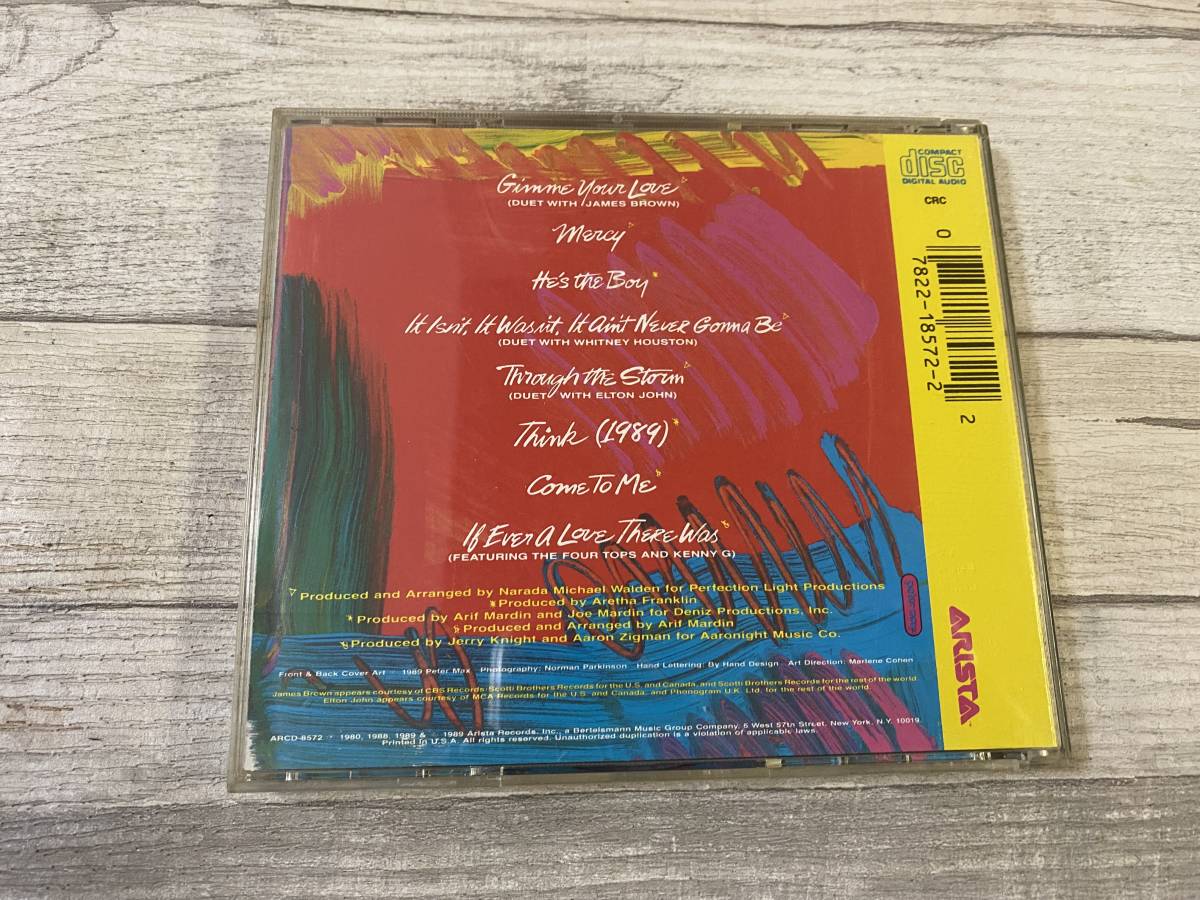 Gimme Your Love
(DUET WITH JAMES BROWN)
Mercy
He's the Boy
It Isn't, It Wasn't, It Ain't Never Gonna Be
(DUET WITH WHITNEY HOUSTON)
Through the Storm
(DUET WITH ELTON JOHN)
Think (1989)
Come To Me
If Ever A Love There Was
(FEATURING THE FOUR TOPS AND KENNY G)
Produced and Arranged by Narada Michael Walden for Perfection Light Productions
*Produced by Aretha Franklin
*Produced by Arif Mardin and Joe Mardin for Deniz Productions, Inc.
Produced and Arranged by Arif Mardin
Produced by Jerry Knight and Aaron Zigman for Aaronight Music Co.
Front & Back Cover Art 1989 Peter Max Photography: Norman Parkinson Hand Lettering: By Hand Design Art Direction: Marlene Cohen
James Brown appears courtesy of CBS Records/Scotti Brothers Records for the U.S. and Canada, and Scotti Brothers Records for the rest of the world.
Elton John appears courtesy of MCA Records for the U.S. and Canada, and Phonogram U.K. Ltd. for the rest of the world.
ARCD-8572 1980, 1988, 1989 & 1989 Arista Records, Inc., a Bertelsmann Music Group Company, 6 West 57th Street, New York, N.Y. 10019.
Printed in U.S.A. All rights reserved. Unauthorized duplication is a violation of applicable laws.
COMPACT
disc
DIGITAL AUDIO
CRC
0 7822-18572-2 2
ARISTA